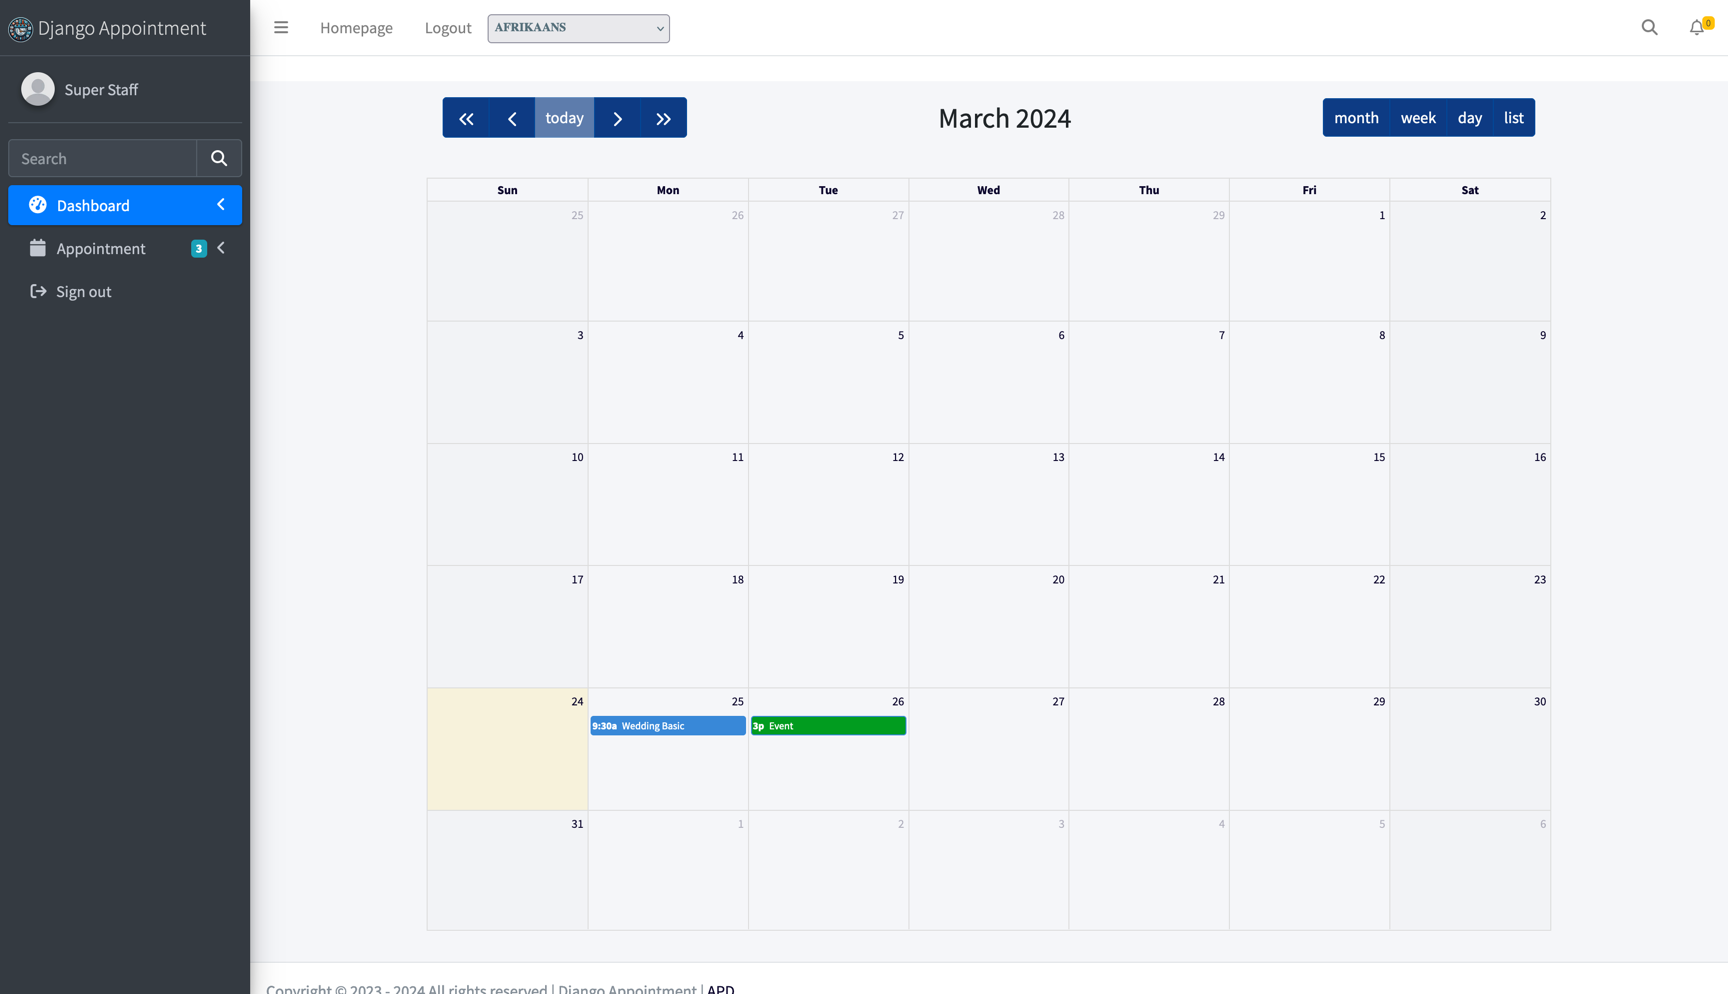 Django Appointment
Homepage
Logout
AFRIKAANS
0
Super Staff
Search
Dashboard
Appointment 3
Sign out
today
March 2024
month week day list
Sun Mon Tue Wed Thu Fri Sat
25 26 27 28 29 1 2
3 4 5 6 7 8 9
10 11 12 13 14 15 16
17 18 19 20 21 22 23
24 25 26 27 28 29 30
9:30a Wedding Basic
3p Event
31 1 2 3 4 5 6
Copyright © 2023 - 2024 All rights reserved | Django Appointment | APD